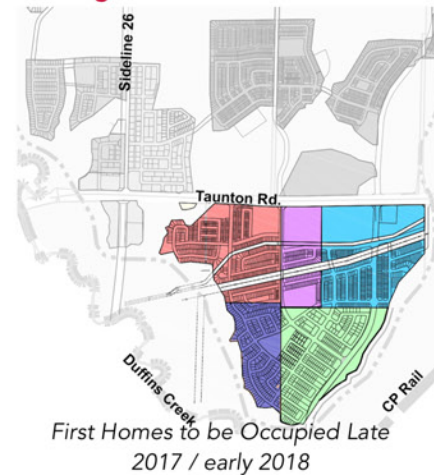 Sideline 26
Taunton Rd.
Duffins Creek
CP Rail
First Homes to be Occupied Late
2017 / early 2018